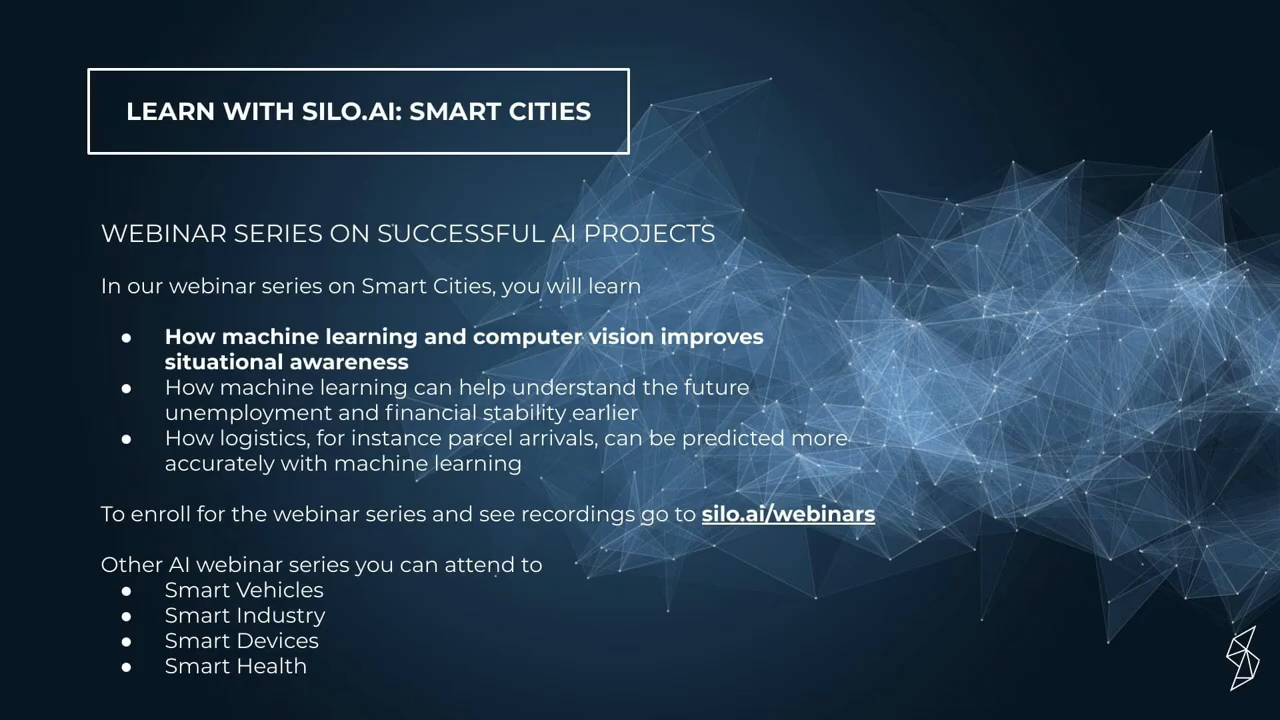 LEARN WITH SILO.AI: SMART CITIES
WEBINAR SERIES ON SUCCESSFUL AI PROJECTS
In our webinar series on Smart Cities, you will learn
● How machine learning and computer vision improves
situational awareness
● How machine learning can help understand the future
unemployment and financial stability earlier
● How logistics, for instance parcel arrivals, can be predicted more
accurately with machine learning
To enroll for the webinar series and see recordings go to silo.ai/webinars
Other AI webinar series you can attend to
● Smart Vehicles
● Smart Industry
● Smart Devices
● Smart Health